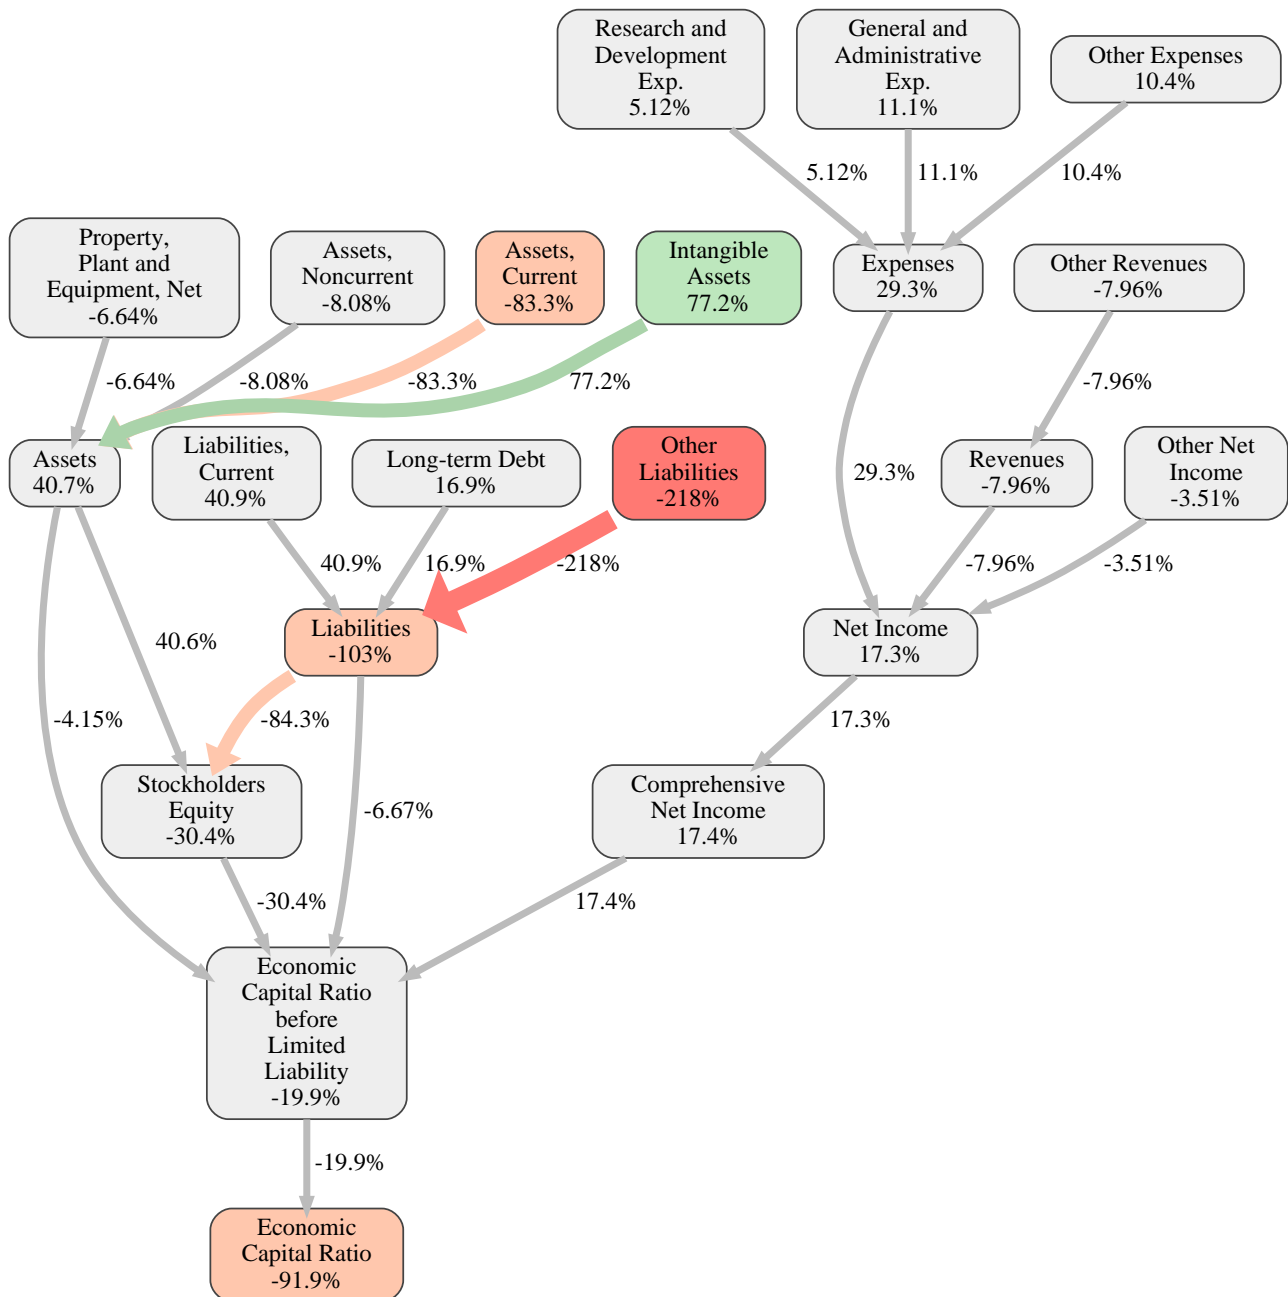 Research and
Development
Exp.
5.12%
General and
Administrative
Exp.
11.1%
Other Expenses
10.4%
5.12%
11.1%
10.4%
Property,
Plant and
Equipment, Net
-6.64%
Assets,
Noncurrent
-8.08%
Assets,
Current
-83.3%
Intangible
Assets
77.2%
Expenses
29.3%
Other Revenues
-7.96%
-6.64%
-8.08%
-83.3%
77.2%
-7.96%
Assets
40.7%
Liabilities,
Current
40.9%
Long-term Debt
16.9%
Other
Liabilities
-218%
29.3%
Revenues
-7.96%
Other Net
Income
-3.51%
40.9%
16.9%
-218%
-7.96%
-3.51%
40.6%
Liabilities
-103%
Net Income
17.3%
-4.15%
-84.3%
17.3%
Stockholders
Equity
-30.4%
-6.67%
Comprehensive
Net Income
17.4%
-30.4%
17.4%
Economic
Capital Ratio
before
Limited
Liability
-19.9%
-19.9%
Economic
Capital Ratio
-91.9%